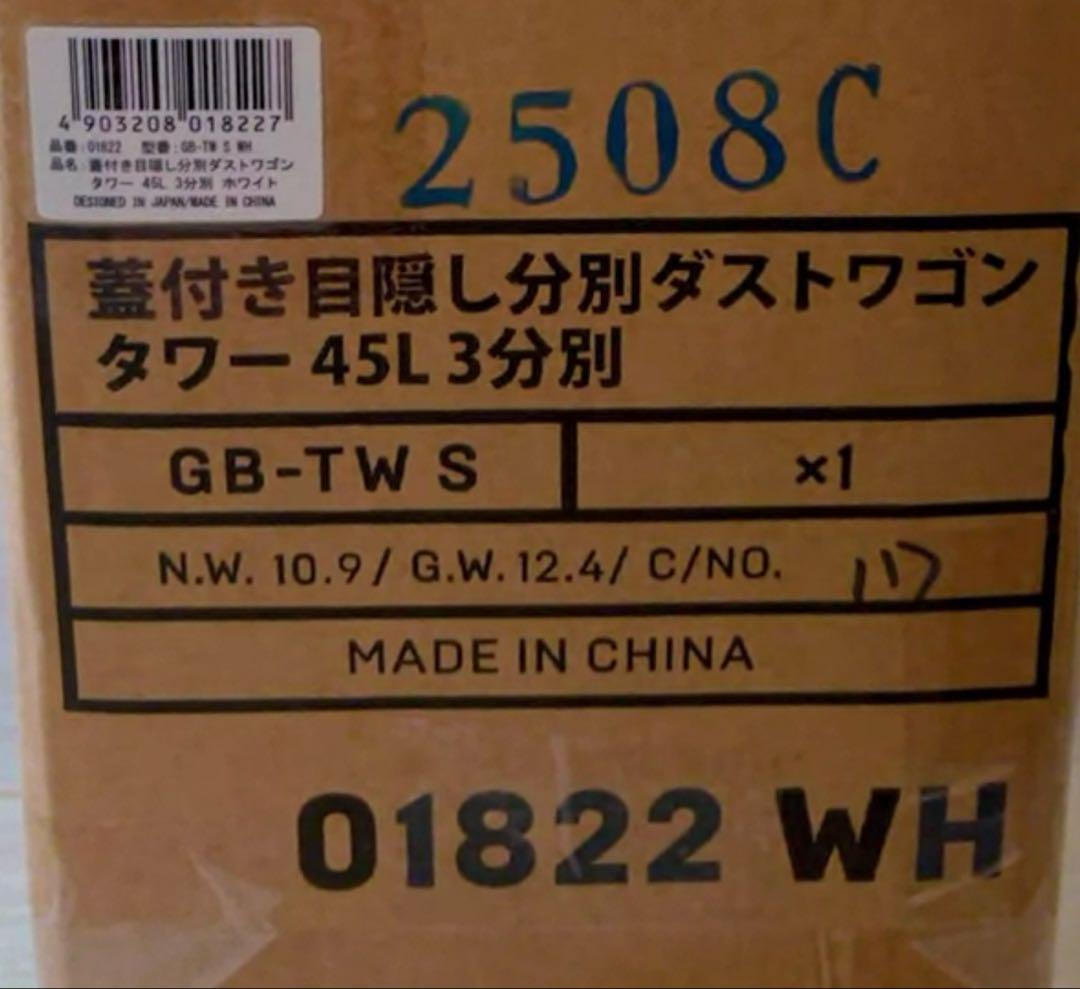 4 903208 018227
品番:01822 型番:GB-TW S WH
品名:蓋付き目隠し分別ダストワゴン
タワー 45L 3分別 ホワイト
DESIGNED IN JAPAN/MADE IN CHINA
2508C
蓋付き目隠し分別ダストワゴン
タワー 45L 3分別
GB-TW S
×1
N.W. 10.9/ G.W. 12.4/ C/NO.
MADE IN CHINA
01822 WH